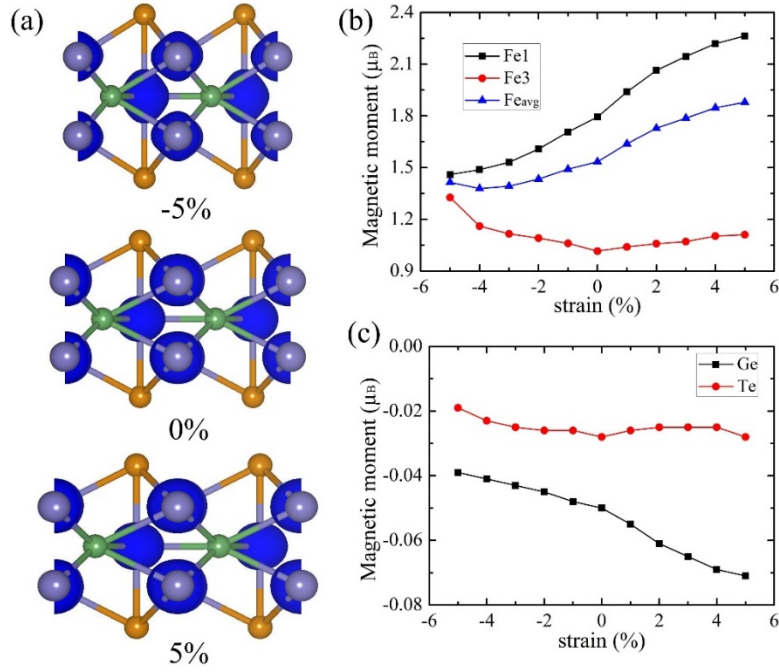 (a)
-5%
0%
5%
(b)
Magnetic moment (μB)
2.4
2.1
1.8
1.5
1.2
0.9
Fe1
Fe3
Feavg
-6 -4 -2 0 2 4 6
strain (%)
(c)
Magnetic moment (μB)
0.00
-0.02
-0.04
-0.06
-0.08
Ge
Te
-6 -4 -2 0 2 4 6
strain (%)